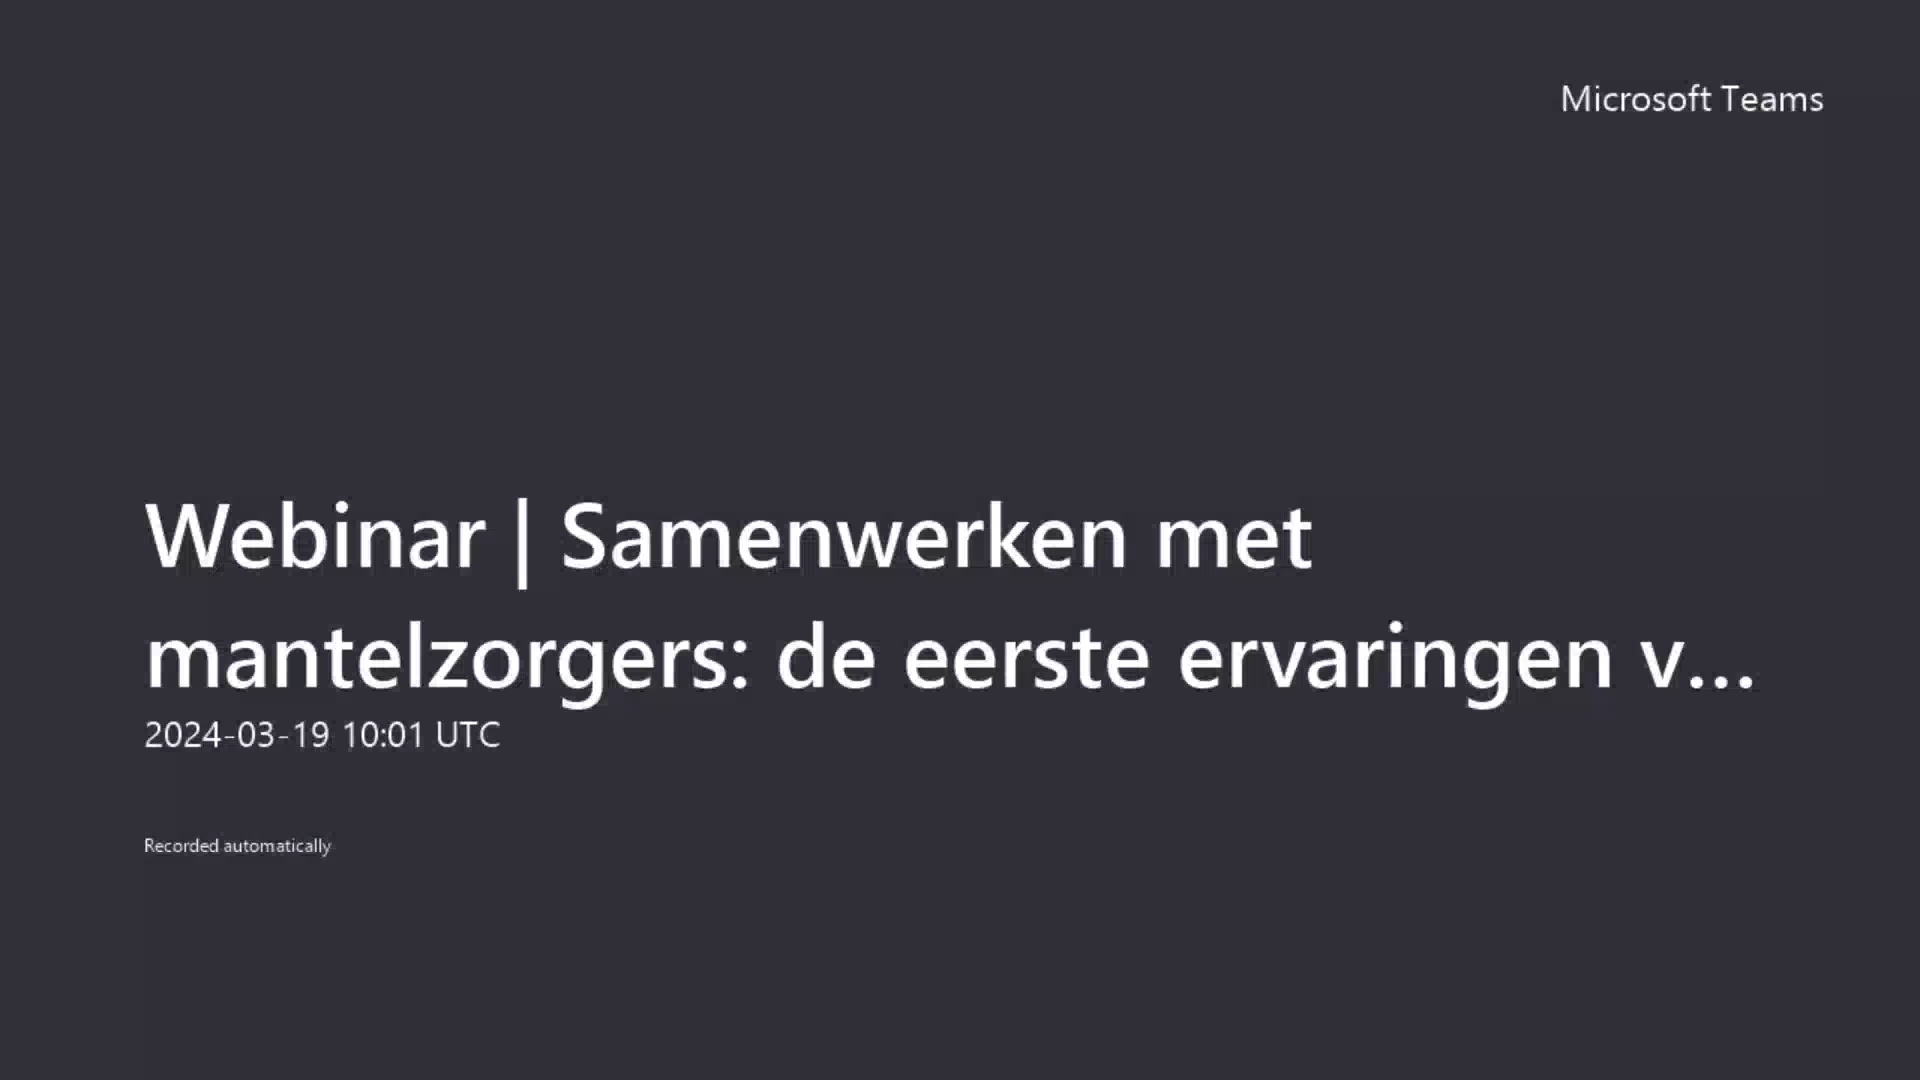 Microsoft Teams
Webinar | Samenwerken met
mantelzorgers: de eerste ervaringen v...
2024-03-19 10:01 UTC
Recorded automatically